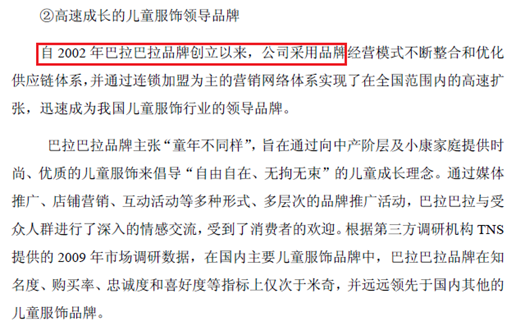 ②高速成长的儿童服饰领导品牌
自 2002 年巴拉巴拉品牌创立以来，公司采用品牌经营模式不断整合和优化
供应链体系，并通过连锁加盟为主的营销网络体系实现了在全国范围内的高速扩
张，迅速成为我国儿童服饰行业的领导品牌。
巴拉巴拉品牌主张“童年不同样”，旨在通过向中产阶层及小康家庭提供时
尚、优质的儿童服饰来倡导“自由自在、无拘无束”的儿童成长理念。通过媒体
推广、店铺营销、互动活动等多种形式、多层次的品牌推广活动，巴拉巴拉与受
众人群进行了深入的情感交流，受到了消费者的欢迎。根据第三方调研机构 TNS
提供的 2009 年市场调研数据，在国内主要儿童服饰品牌中，巴拉巴拉品牌在知
名度、购买率、忠诚度和喜好度等指标上仅次于米奇，并远远领先于国内其他的
儿童服饰品牌。